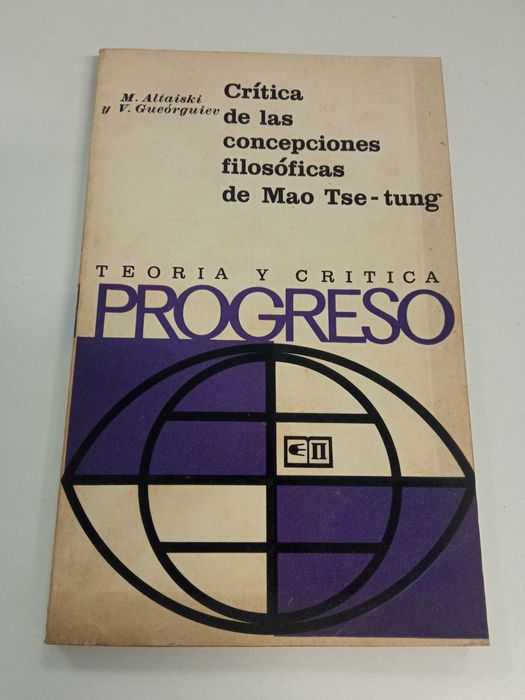 M. Altaiski
y V. Gueórguiev
Crítica
de las
concepciones
filosóficas
de Mao Tse-tung
TEORIA Y CRITICA
PROGRESO
Є П